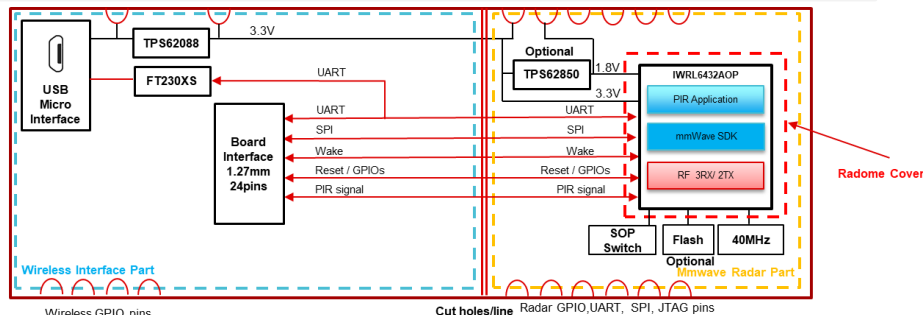 3.3V
TPS62088
USB
Micro
Interface
FT230XS
UART
Optional
TPS62850
1.8V
3.3V
IWRL6432AOP
PIR Application
mmWave SDK
RF 3RX/ 2TX
Radome Cover
Board
Interface
1.27mm
24pins
UART
UART
SPI
SPI
Wake
Wake
Reset / GPIOs
Reset / GPIOs
PIR signal
PIR signal
SOP
Switch
Flash
40MHz
Optional
Wireless Interface Part
Mmwave Radar Part
Wireless GPIO pins
Cut holes/line
Radar GPIO,UART, SPI, JTAG pins